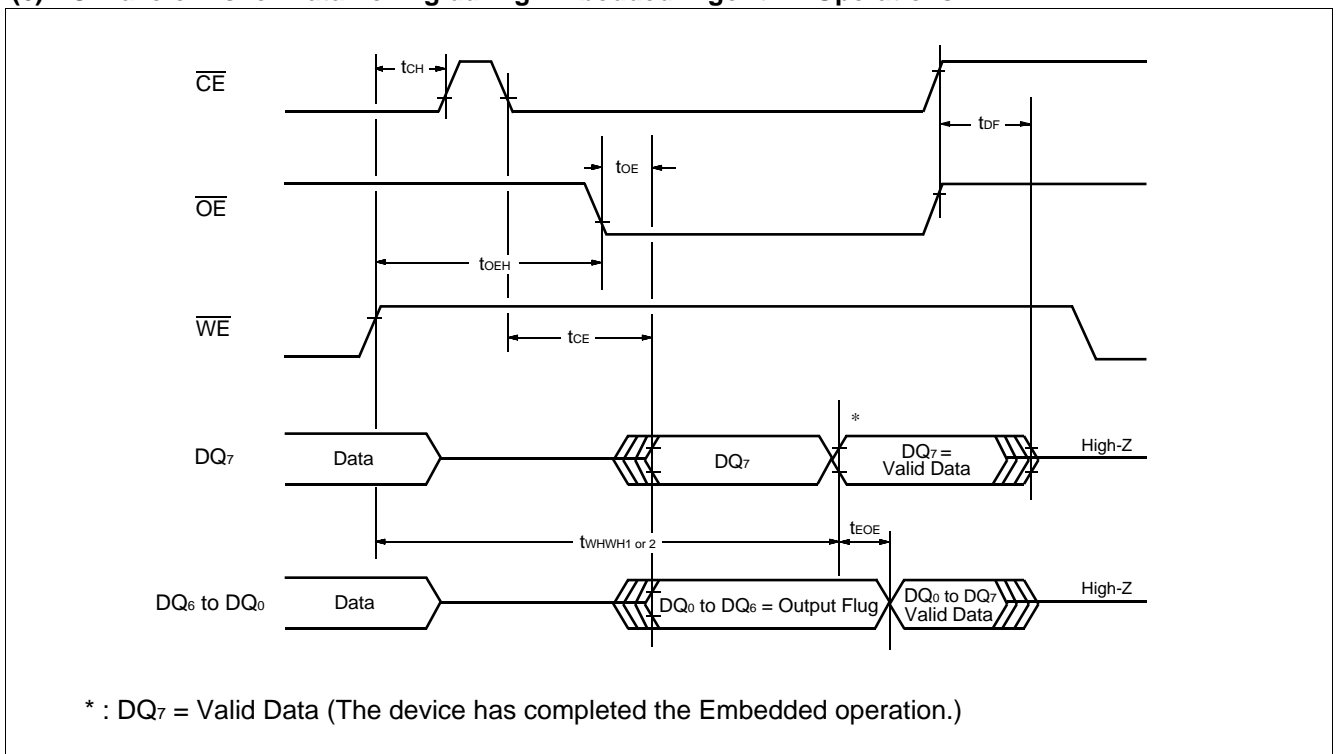 CE
tCH
tDF
tOE
OE
tOEH
WE
tCE
*
DQ7
Data
DQ7
DQ7 =
Valid Data
High-Z
tEOE
tWHWH1 or 2
DQ6 to DQ0
Data
DQ0 to DQ6 = Output Flug
DQ0 to DQ7
Valid Data
High-Z
* : DQ7 = Valid Data (The device has completed the Embedded operation.)